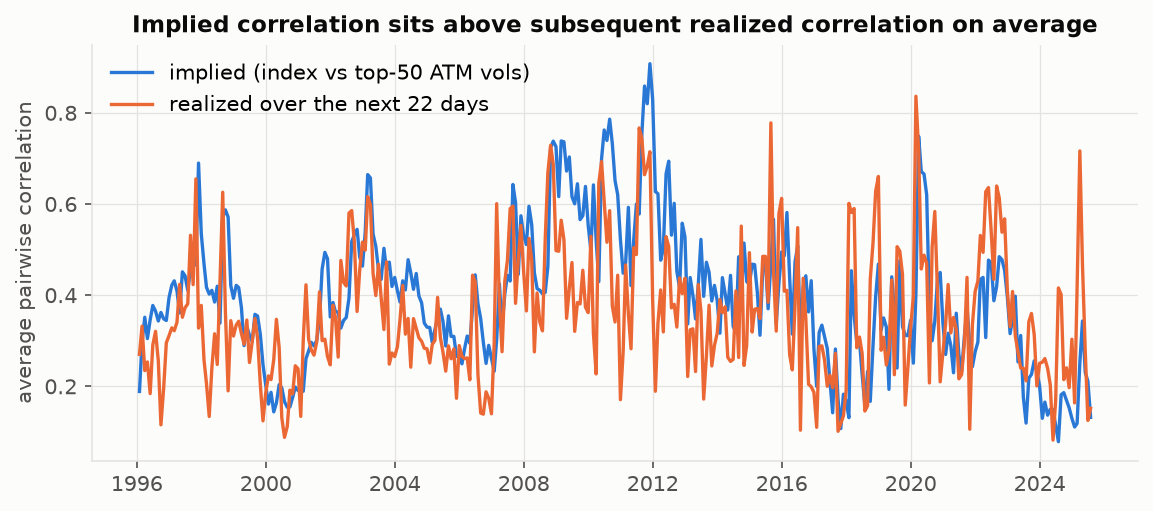 Implied correlation sits above subsequent realized correlation on average
implied (index vs top-50 ATM vols)
realized over the next 22 days
average pairwise correlation
0.8
0.6
0.4
0.2
1996 2000 2004 2008 2012 2016 2020 2024